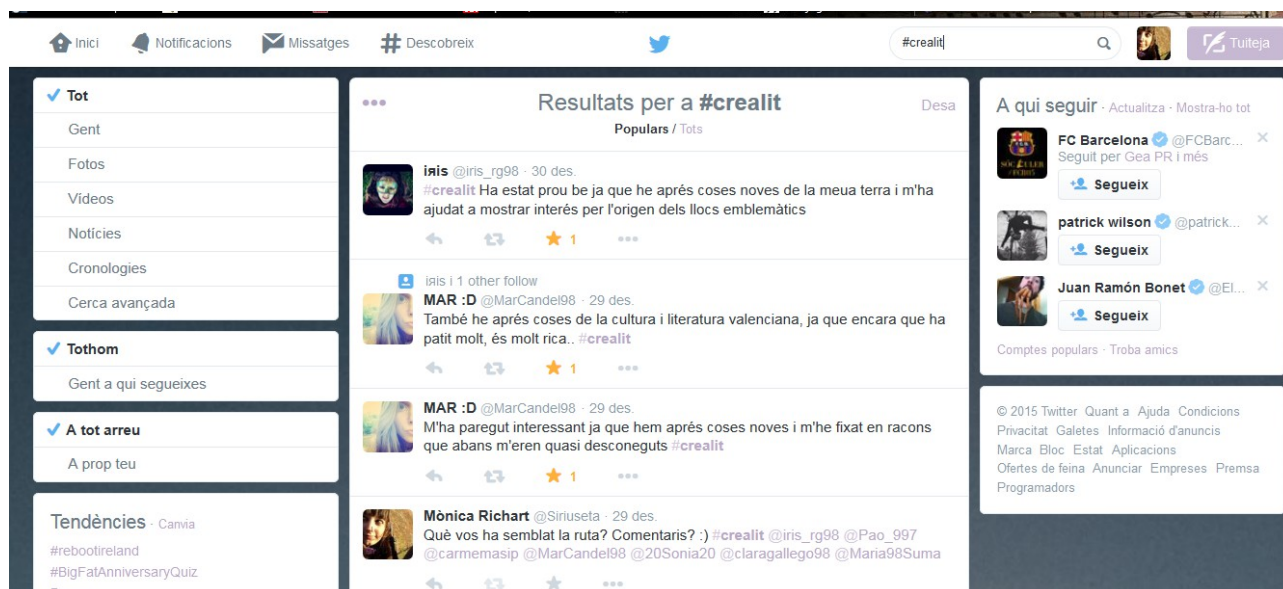 Inici Notificacions Missatges Descobreix #crealit Tuiteja
Tot
Gent
Fotos
Vídeos
Notícies
Cronologies
Cerca avançada
Tothom
Gent a qui segueixes
A tot arreu
A prop teu
Tendències · Canvia
#rebootireland
#BigFatAnniversaryQuiz
Resultats per a #crealit
Desa
Populars / Tots
iяis @iris_rg98 · 30 des.
#crealit Ha estat prou be ja que he aprés coses noves de la meua terra i m'ha
ajudat a mostrar interés per l'origen dels llocs emblemàtics
1
iяis i 1 other follow
MAR :D @MarCandel98 · 29 des.
També he aprés coses de la cultura i literatura valenciana, ja que encara que ha
patit molt, és molt rica.. #crealit
1
MAR :D @MarCandel98 · 29 des.
M'ha paregut interessant ja que hem aprés coses noves i m'he fixat en racons
que abans m'eren quasi desconeguts #crealit
1
Mònica Richart @Siriuseta · 29 des.
Què vos ha semblat la ruta? Comentaris? :) #crealit @iris_rg98 @Pao_997
@carmemasip @MarCandel98 @20Sonia20 @claragallego98 @Maria98Suma
A qui seguir · Actualitza · Mostra-ho tot
FC Barcelona @FCBarc...
Seguit per Gea PR i més
Segueix
patrick wilson @patrick...
Segueix
Juan Ramón Bonet @El...
Segueix
Comptes populars · Troba amics
© 2015 Twitter Quant a Ajuda Condicions
Privacitat Galetes Informació d'anuncis
Marca Bloc Estat Aplicacions
Ofertes de feina Anunciar Empreses Premsa
Programadors